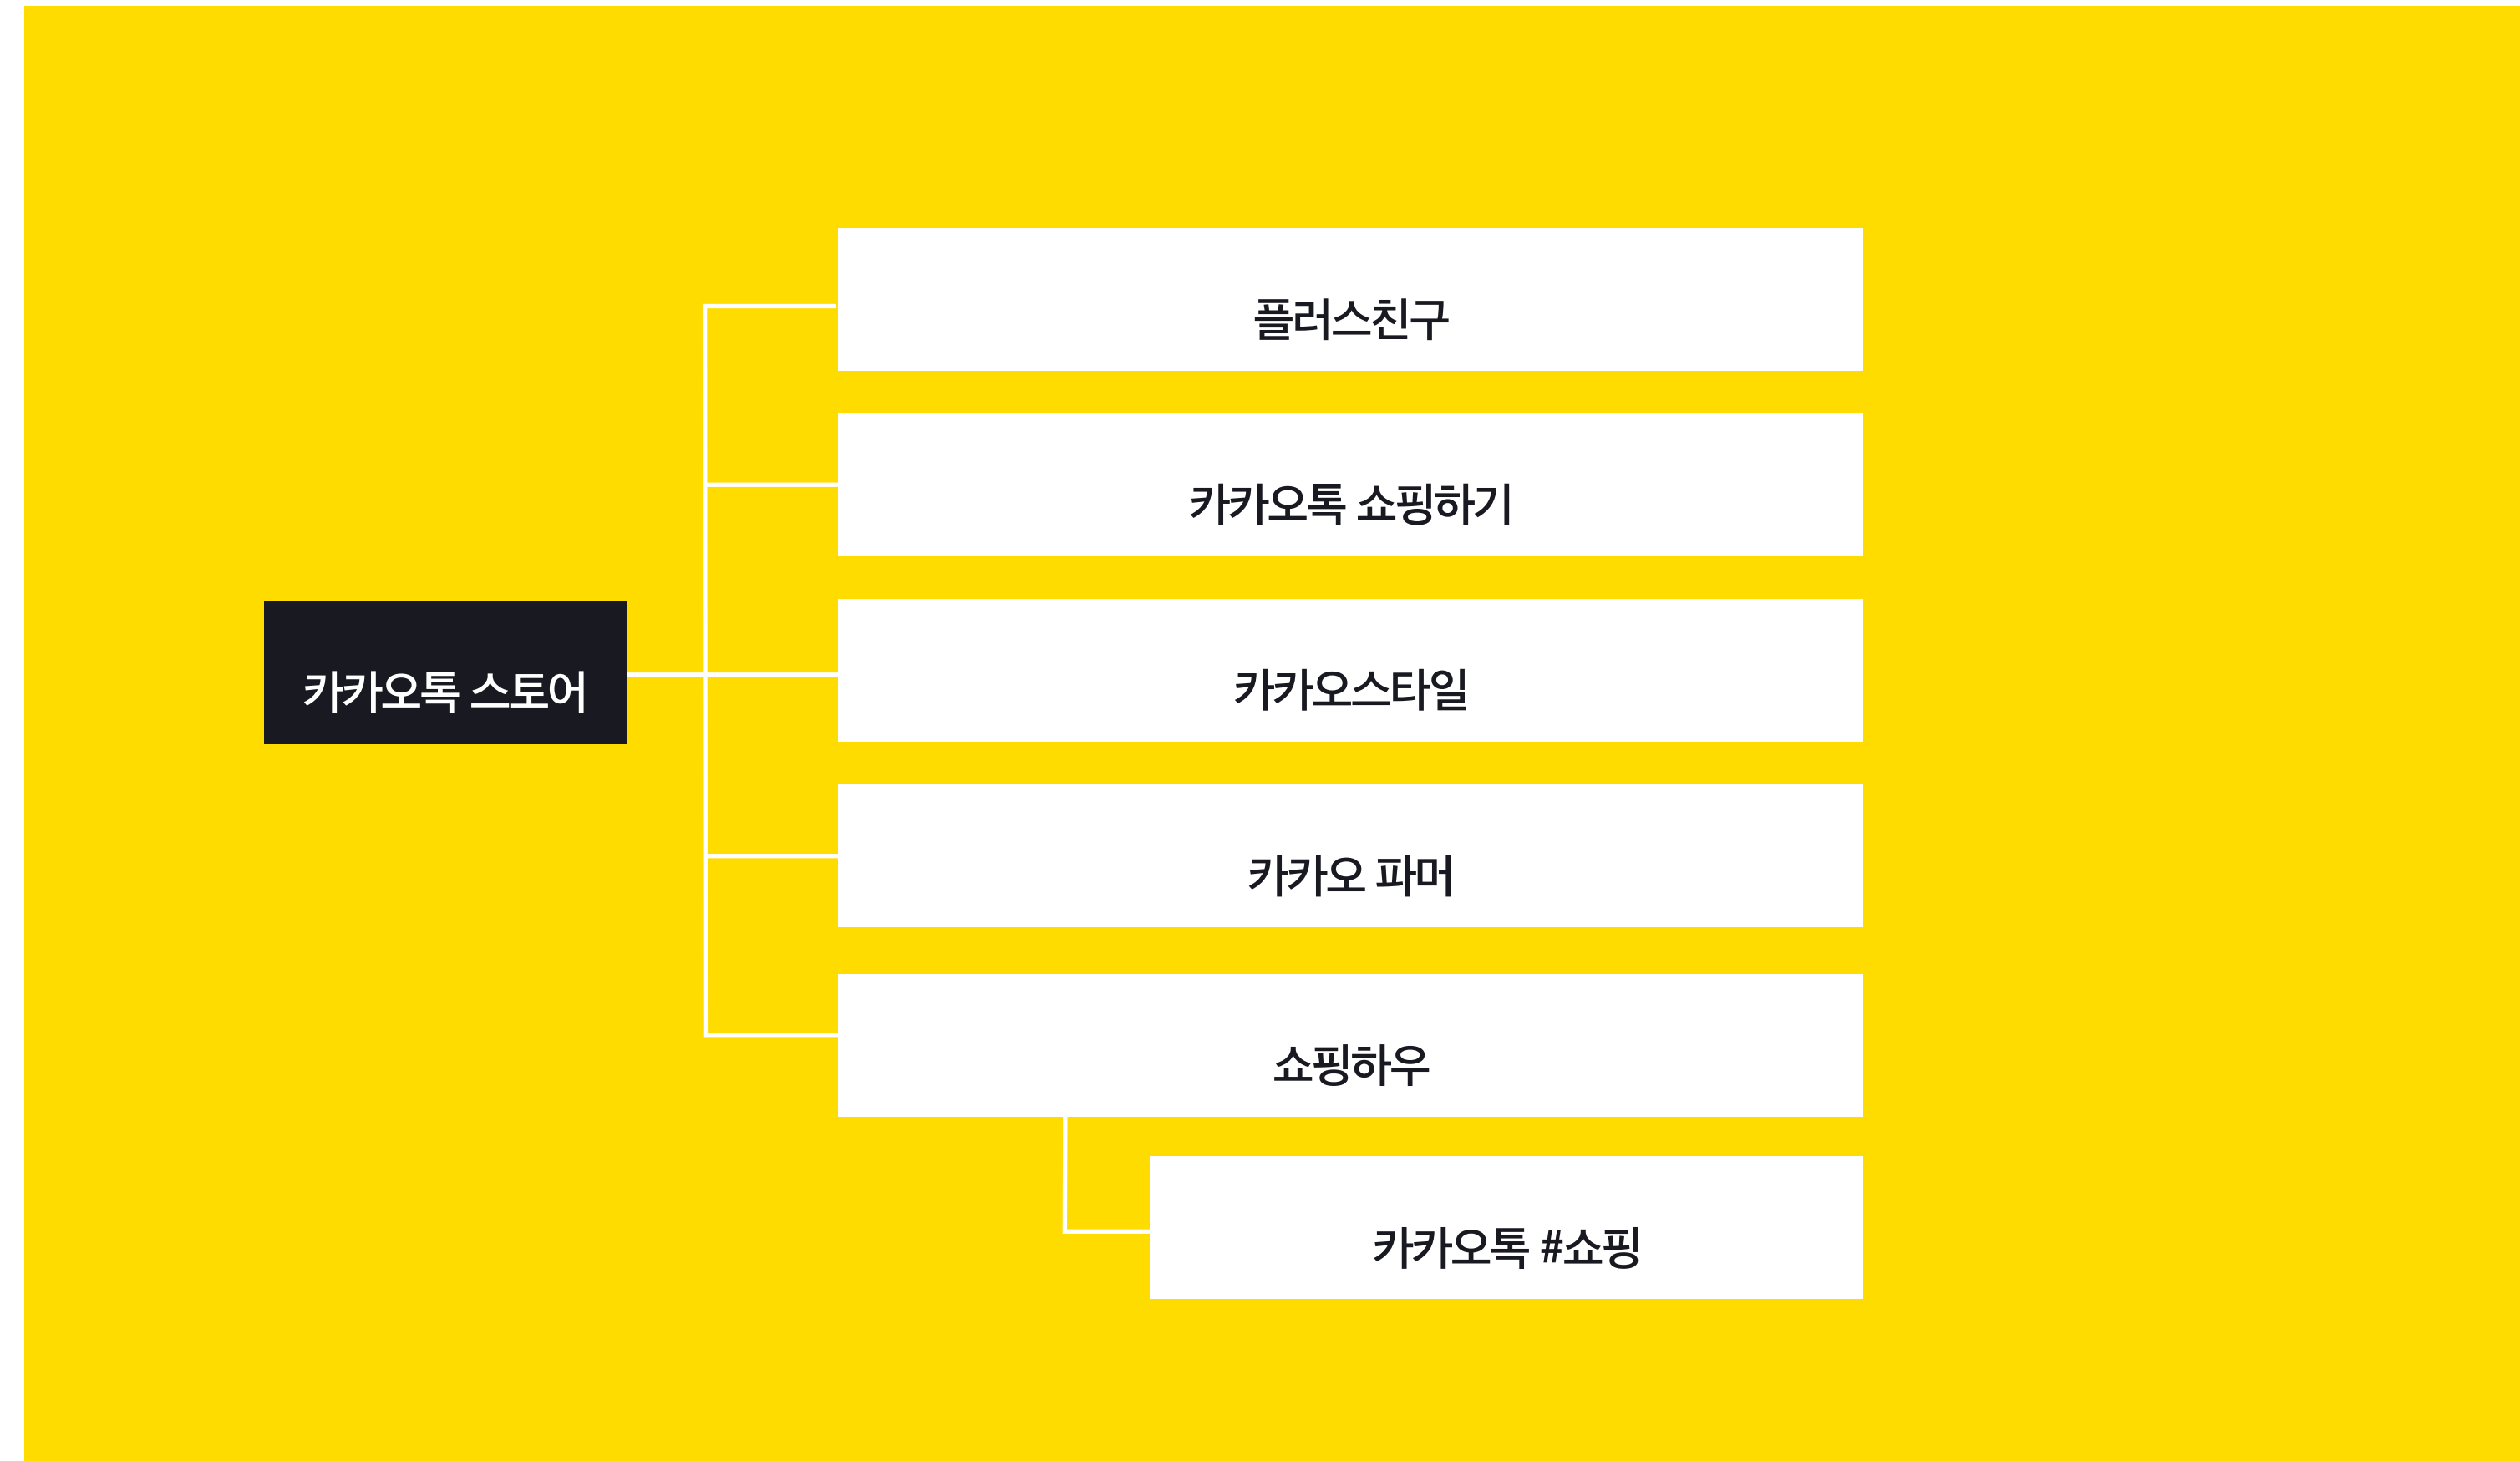 플러스친구
카카오톡 쇼핑하기
카카오톡 스토어
카카오스타일
카카오 파머
쇼핑하우
카카오톡 #쇼핑